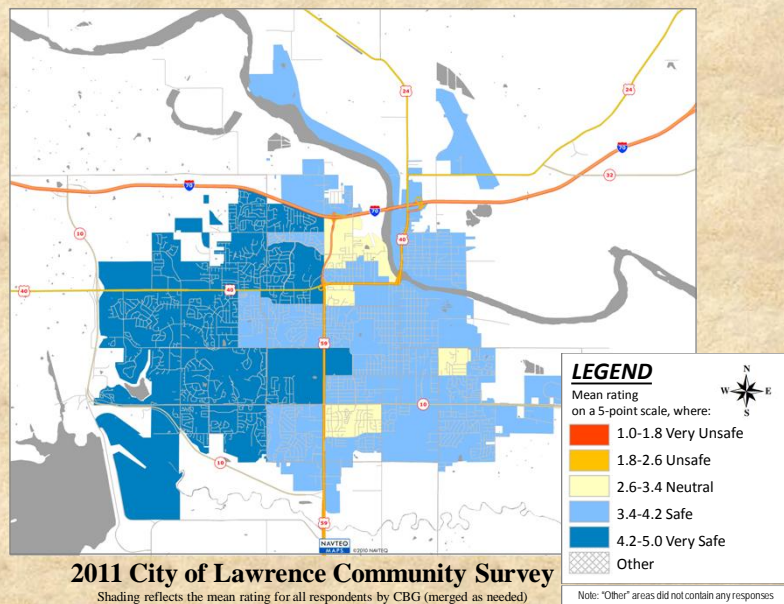 24
24
70
32
70
70
10
40
40
40
59
10
10
59
NAVTEQ
MAPS ©2010 NAVTEQ
LEGEND
Mean rating
on a 5-point scale, where:
N
W E
S
1.0-1.8 Very Unsafe
1.8-2.6 Unsafe
2.6-3.4 Neutral
3.4-4.2 Safe
4.2-5.0 Very Safe
Other
2011 City of Lawrence Community Survey
Shading reflects the mean rating for all respondents by CBG (merged as needed)
Note: “Other” areas did not contain any responses